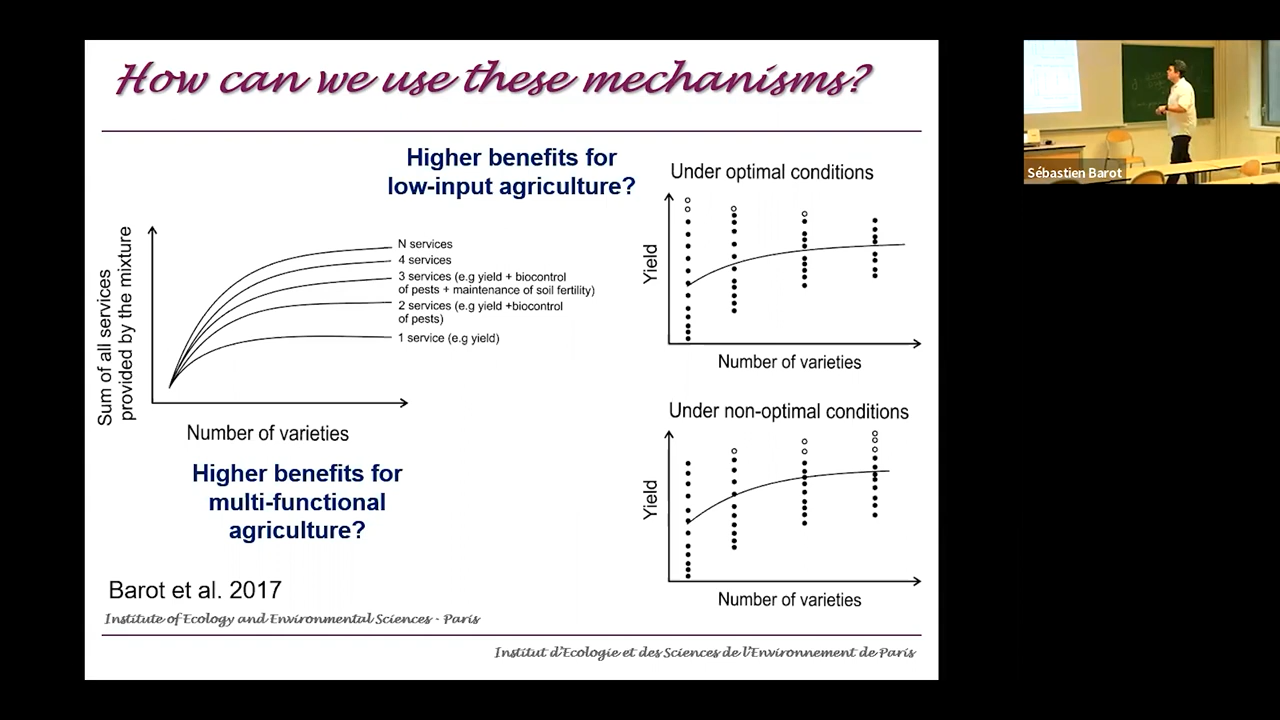 How can we use these mechanisms?
Higher benefits for
low-input agriculture?
Sum of all services
provided by the mixture
N services
4 services
3 services (e.g yield + biocontrol
of pests + maintenance of soil fertility)
2 services (e.g yield +biocontrol
of pests)
1 service (e.g yield)
Number of varieties
Higher benefits for
multi-functional
agriculture?
Under optimal conditions
Yield
Number of varieties
Under non-optimal conditions
Yield
Number of varieties
Barot et al. 2017
Institute of Ecology and Environmental Sciences - Paris
Institut d'Ecologie et des Sciences de l'Environnement de Paris
Sébastien Barot